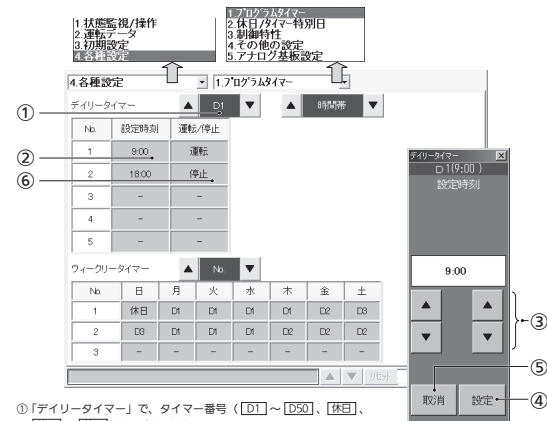 1.状態監視/操作
2.運転データ
3.初期設定
4.各種設定
1.プログラムタイマー
2.休日/タイマー特別日
3.制御特性
4.その他の設定
5.アナログ基板設定
4.各種設定 1.プログラムタイマー
デイリータイマー ▲ D1 ▼ ▲ 時間帯 ▼
①
No. 設定時刻 運転/停止
② 1 9:00 運転
⑥ 2 18:00 停止
3 − −
4 − −
5 − −
ウィークリータイマー ▲ No. ▼
No. 日 月 火 水 木 金 土
1 休日 D1 D1 D1 D1 D2 D3
2 D3 D1 D1 D1 D2 D2 D2
3 − − − − − − −
▲ ▼ リセット
デイリータイマー X
D1(9:00 )
設定時刻
9:00
▲ ▲
▼ ▼
③
⑤
取消 設定 ④
①「デイリータイマー」で、タイマー番号（ D1 ～ D50 、休日、